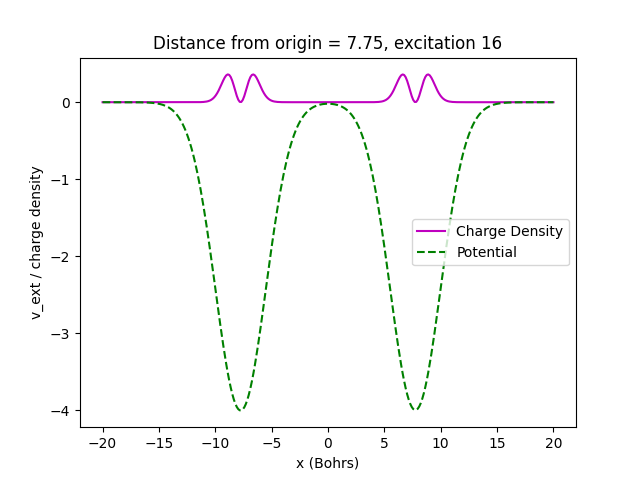 Distance from origin = 7.75, excitation 16
v_ext / charge density
0
−1
−2
−3
−4
Charge Density
Potential
−20 −15 −10 −5 0 5 10 15 20
x (Bohrs)